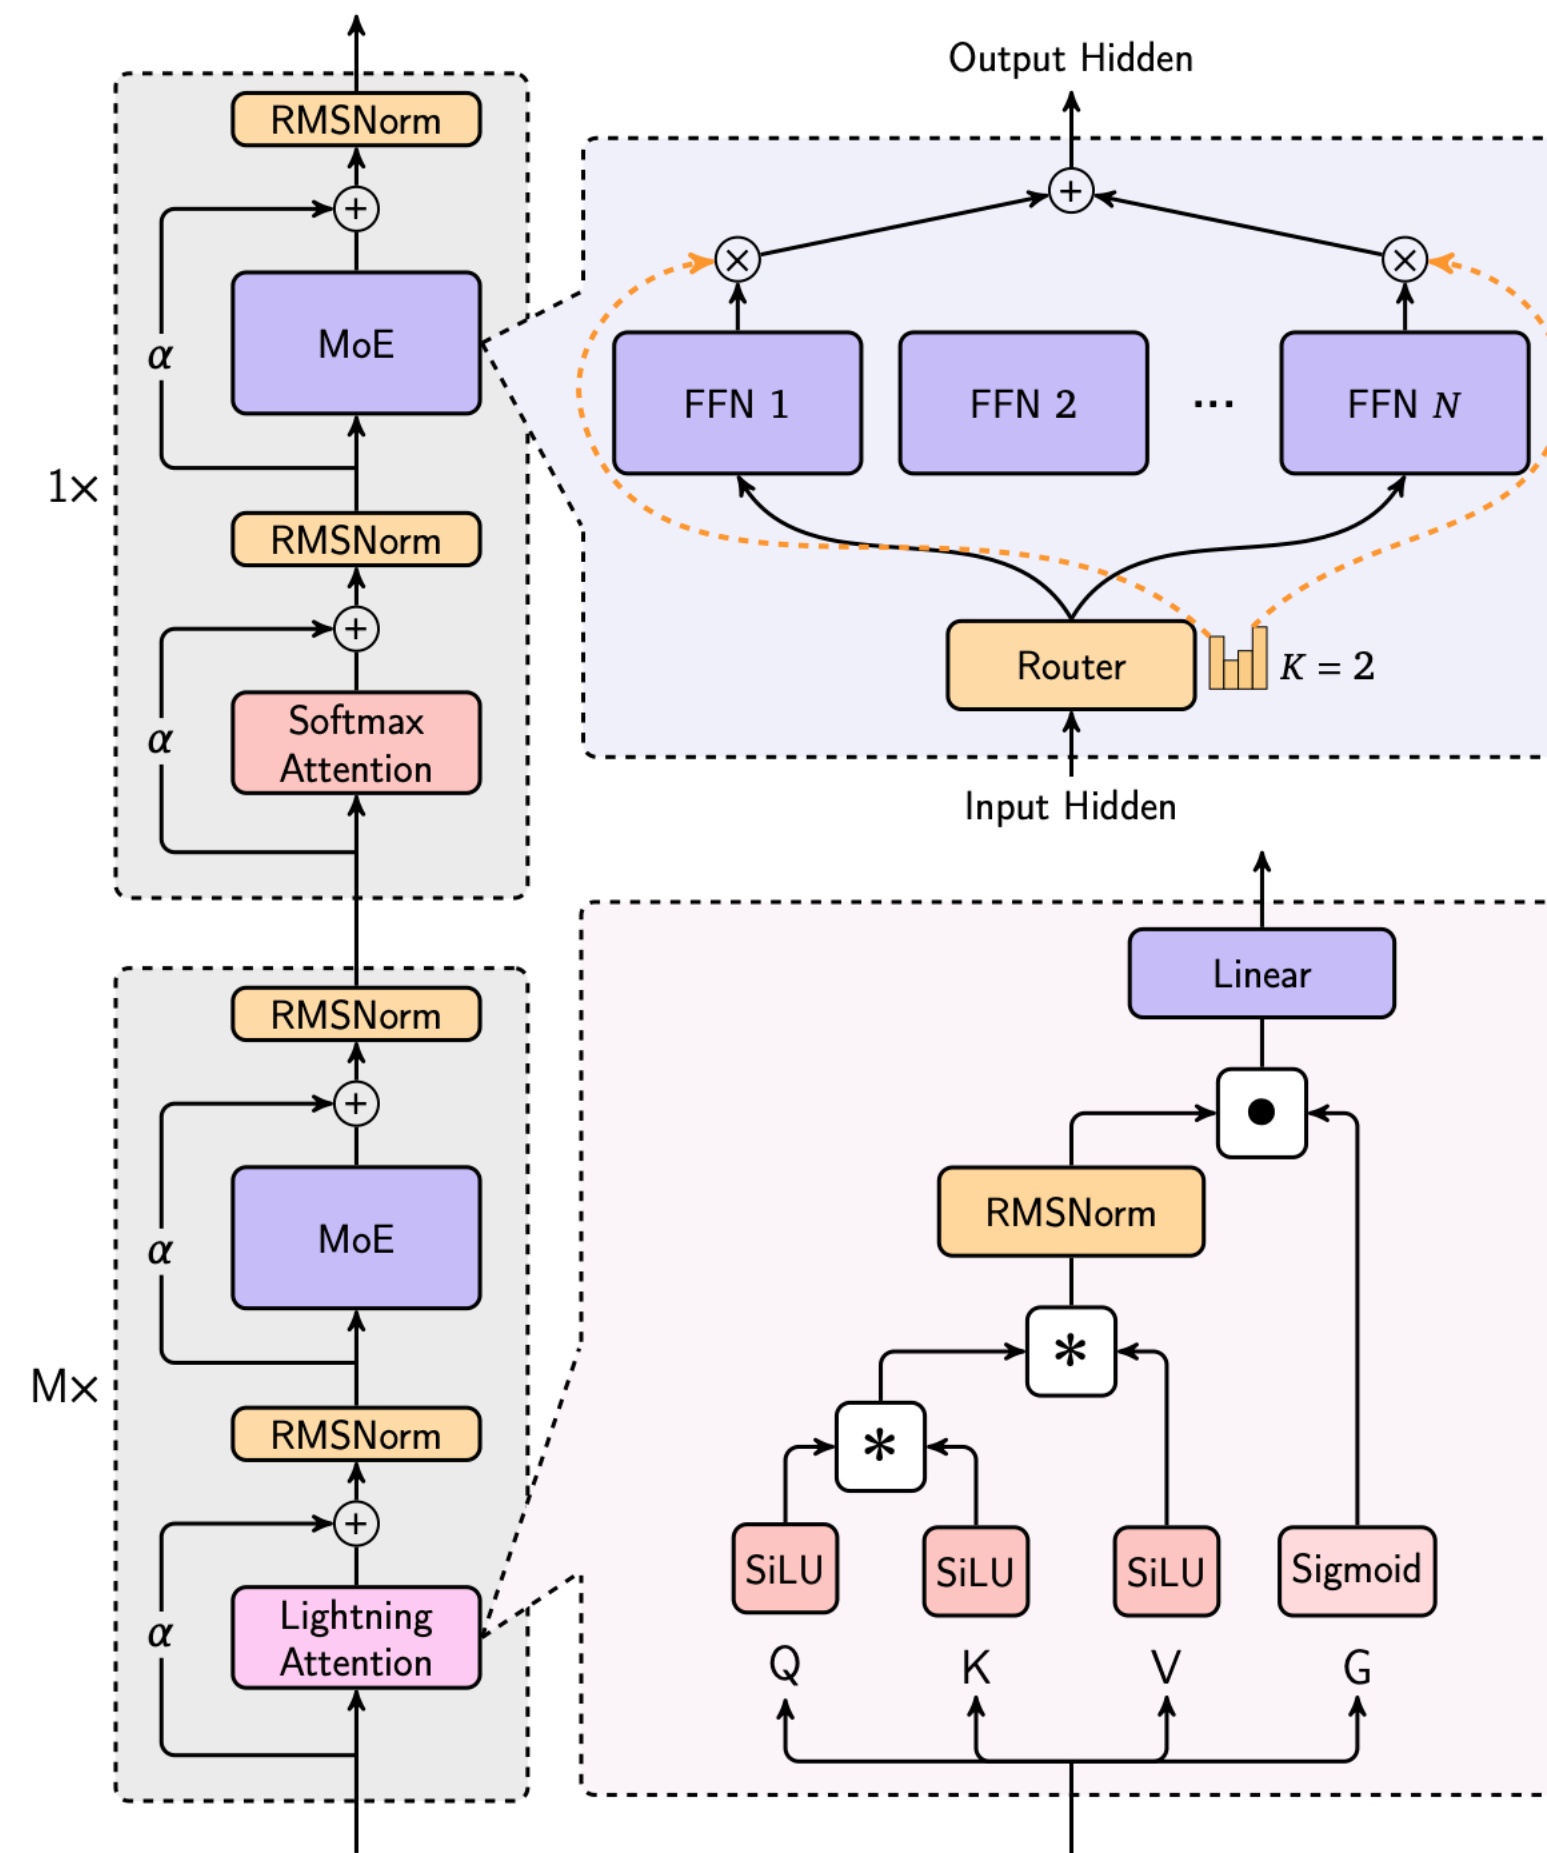 RMSNorm
+
MoE
α
1×
RMSNorm
+
Softmax
Attention
α
RMSNorm
+
MoE
α
M×
RMSNorm
+
Lightning
Attention
α
Output Hidden
+
×
×
FFN 1
FFN 2
...
FFN N
Router
K = 2
Input Hidden
Linear
•
RMSNorm
*
*
SiLU
SiLU
SiLU
Sigmoid
Q
K
V
G